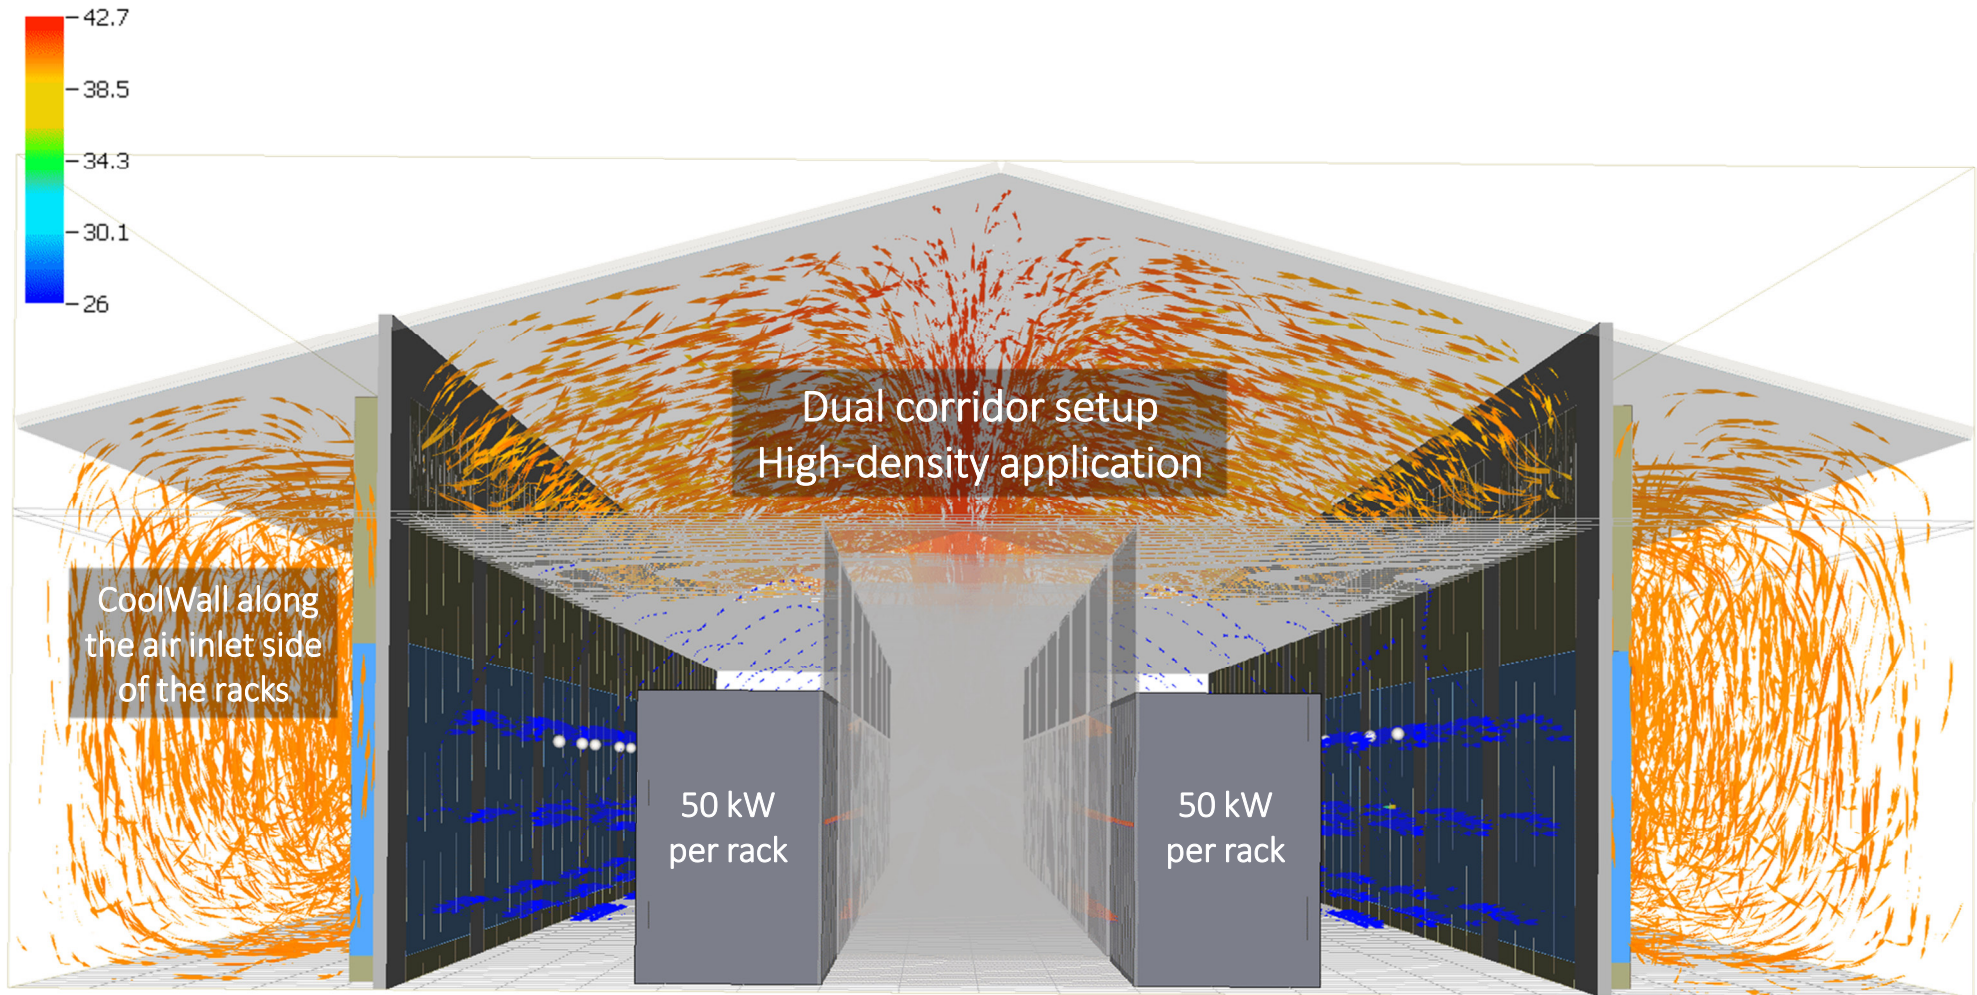 42.7
38.5
34.3
30.1
26
Dual corridor setup
High-density application
CoolWall along
the air inlet side
of the racks
50 kW
per rack
50 kW
per rack